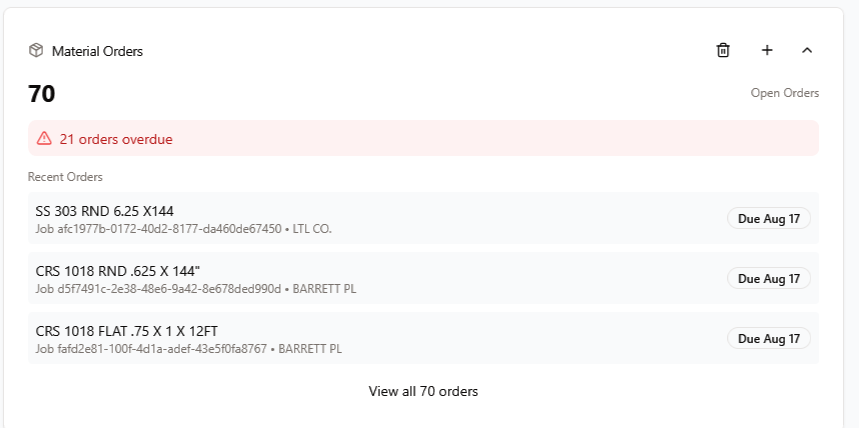 Material Orders
70
Open Orders
21 orders overdue
Recent Orders
SS 303 RND 6.25 X144
Due Aug 17
Job afc1977b-0172-40d2-8177-da460de67450 • LTL CO.
CRS 1018 RND .625 X 144"
Due Aug 17
Job d5f7491c-2e38-48e6-9a42-8e678ded990d • BARRETT PL
CRS 1018 FLAT .75 X 1 X 12FT
Due Aug 17
Job fafd2e81-100f-4d1a-adef-43e5f0fa8767 • BARRETT PL
View all 70 orders